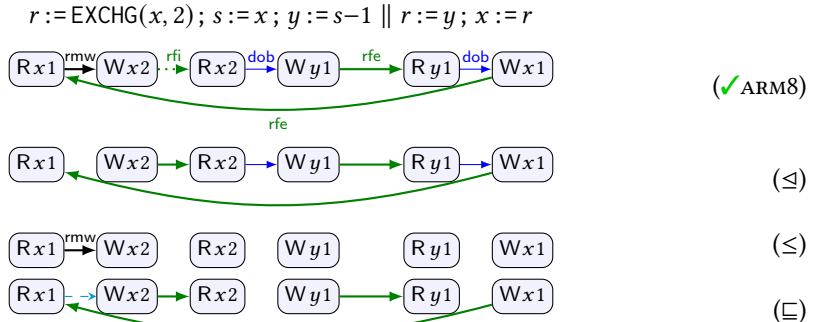 r := EXCHG(x, 2) ; s := x ; y := s−1 ∥ r := y ; x := r
Rx1 rmw Wx2 rfi Rx2 dob Wy1 rfe Ry1 dob Wx1 (✓ARM8)
rfe
Rx1 Wx2 Rx2 Wy1 Ry1 Wx1 (⊴)
Rx1 rmw Wx2 Rx2 Wy1 Ry1 Wx1 (≤)
Rx1 Wx2 Rx2 Wy1 Ry1 Wx1 (⊑)